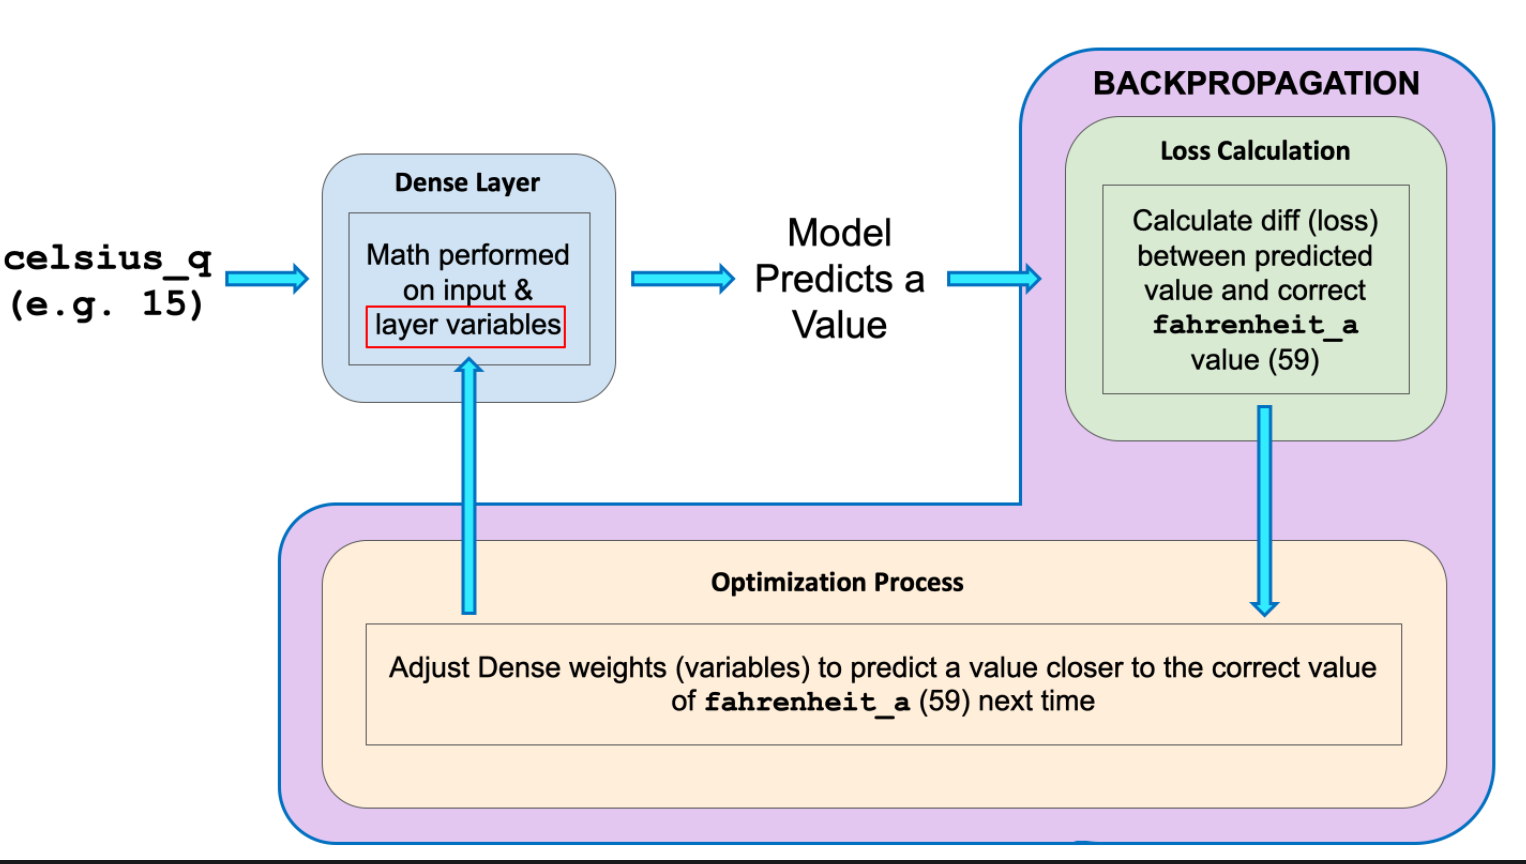 celsius_q
(e.g. 15)
Dense Layer
Math performed
on input &
layer variables
Model
Predicts a
Value
BACKPROPAGATION
Loss Calculation
Calculate diff (loss)
between predicted
value and correct
fahrenheit_a
value (59)
Optimization Process
Adjust Dense weights (variables) to predict a value closer to the correct value
of fahrenheit_a (59) next time